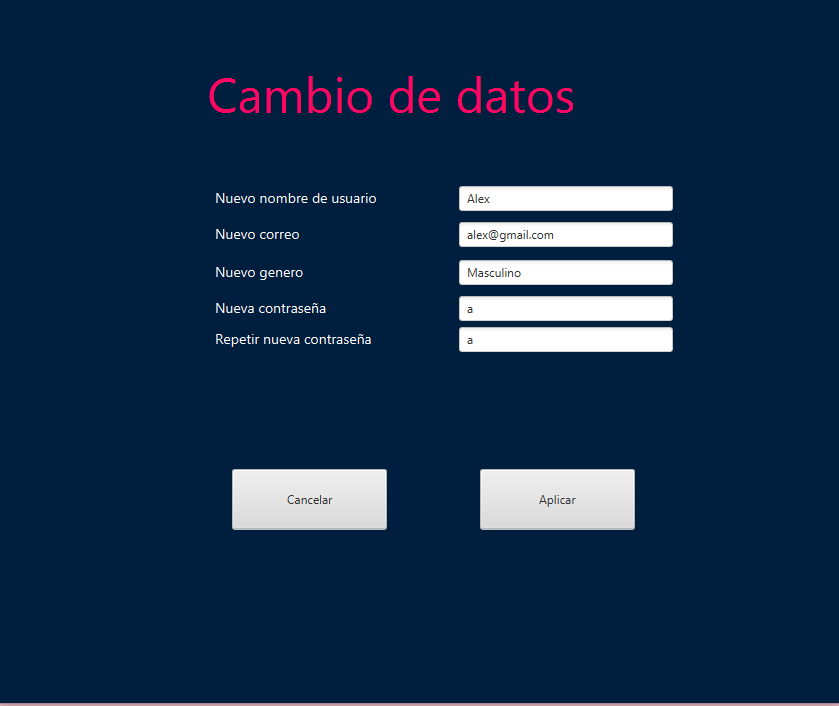 Cambio de datos
Nuevo nombre de usuario Alex
Nuevo correo alex@gmail.com
Nuevo genero Masculino
Nueva contraseña a
Repetir nueva contraseña a
Cancelar Aplicar